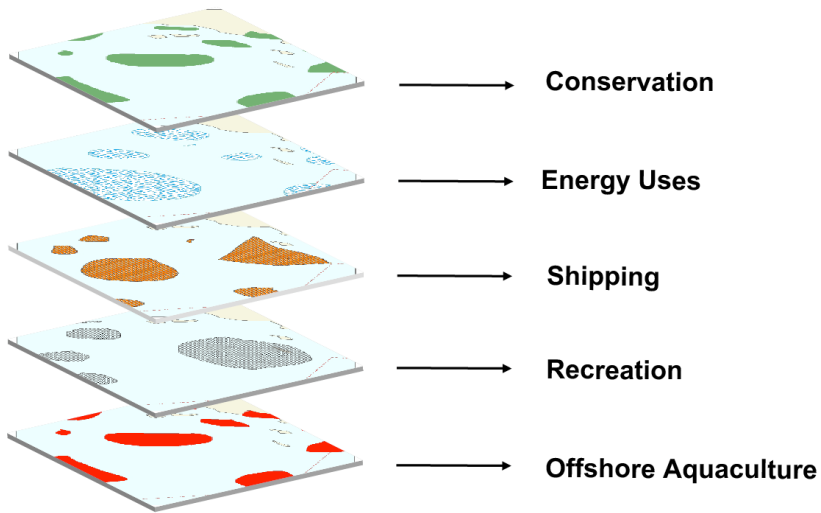 Conservation
Energy Uses
Shipping
Recreation
Offshore Aquaculture